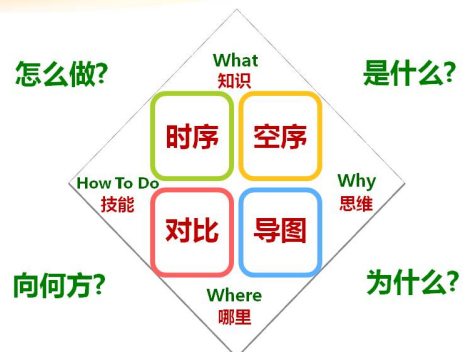 What
知识
怎么做?
是什么?
时序
空序
How To Do
技能
Why
思维
对比
导图
向何方?
为什么?
Where
哪里